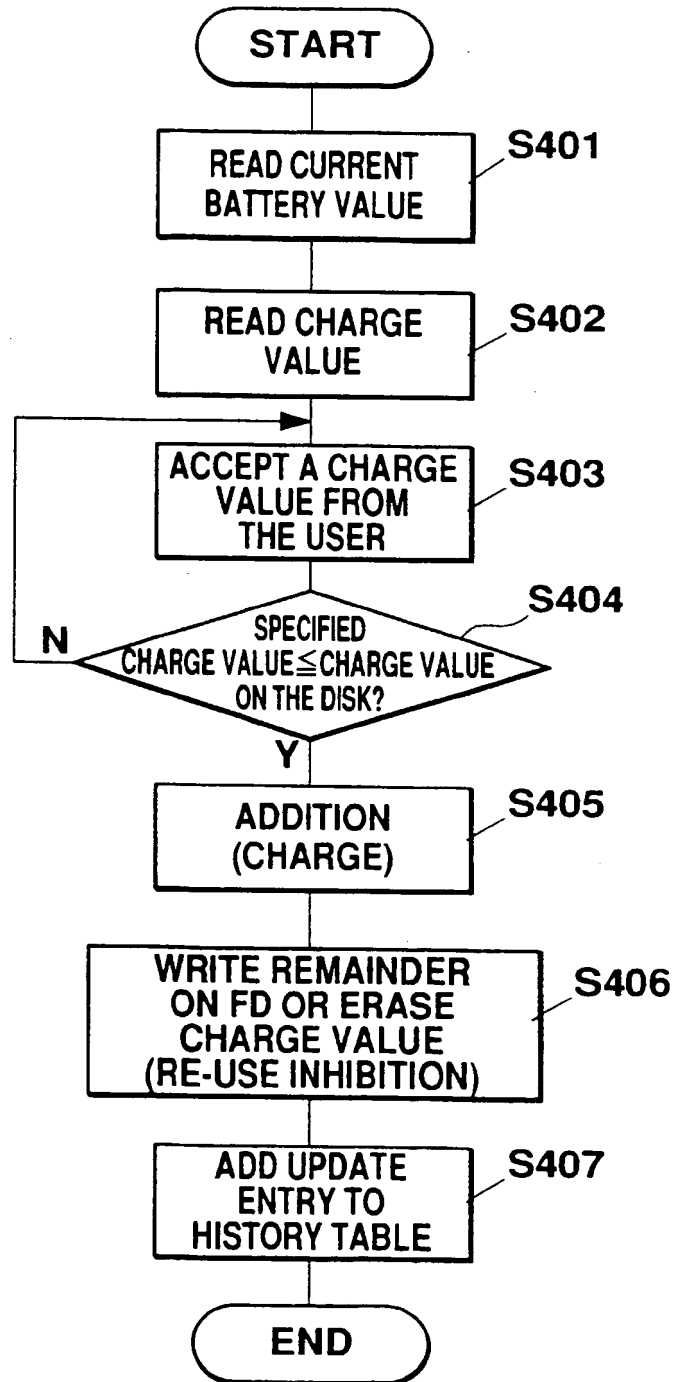 START
S401
READ CURRENT
BATTERY VALUE
S402
READ CHARGE
VALUE
S403
ACCEPT A CHARGE
VALUE FROM
THE USER
S404
N
SPECIFIED
CHARGE VALUE≦CHARGE VALUE
ON THE DISK?
Y
S405
ADDITION
(CHARGE)
S406
WRITE REMAINDER
ON FD OR ERASE
CHARGE VALUE
(RE-USE INHIBITION)
S407
ADD UPDATE
ENTRY TO
HISTORY TABLE
END